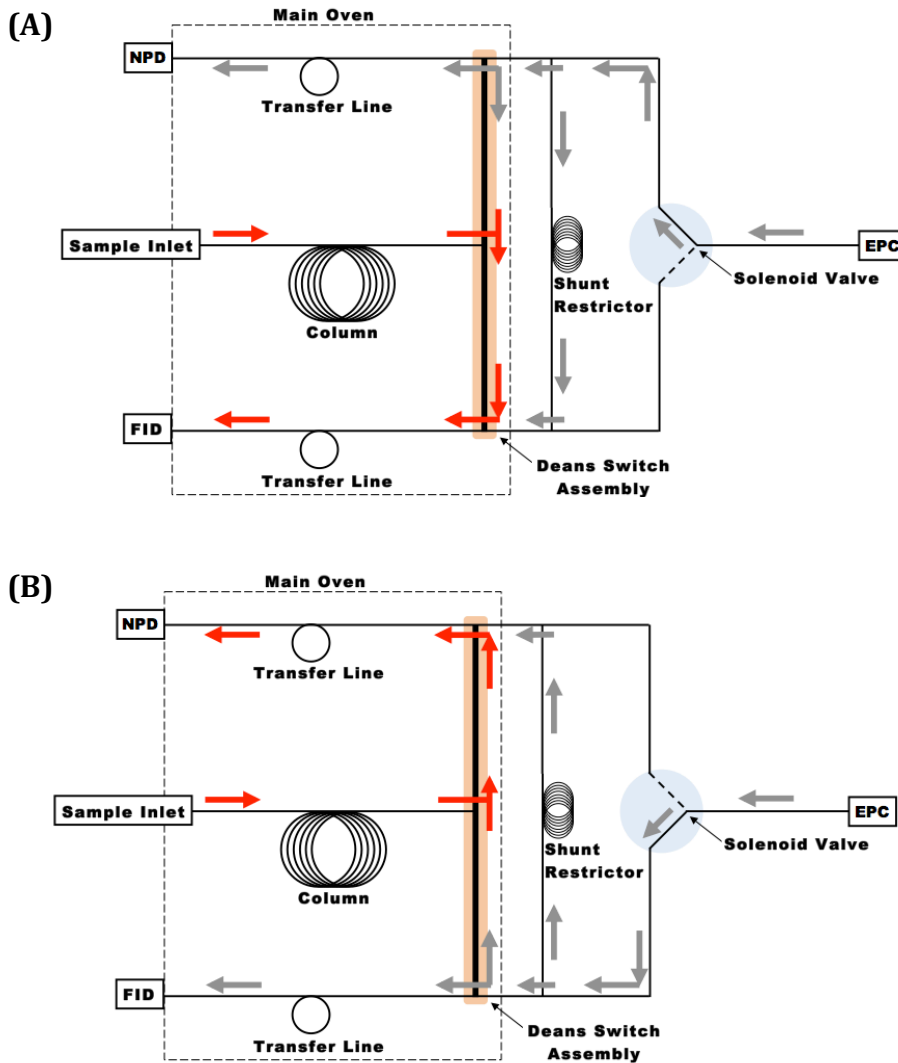 (A)
Main Oven
NPD
Transfer Line
Sample Inlet
EPC
Solenoid Valve
Shunt
Restrictor
Column
FID
Transfer Line
Deans Switch
Assembly
(B)
Main Oven
NPD
Transfer Line
Sample Inlet
EPC
Solenoid Valve
Shunt
Restrictor
Column
FID
Transfer Line
Deans Switch
Assembly